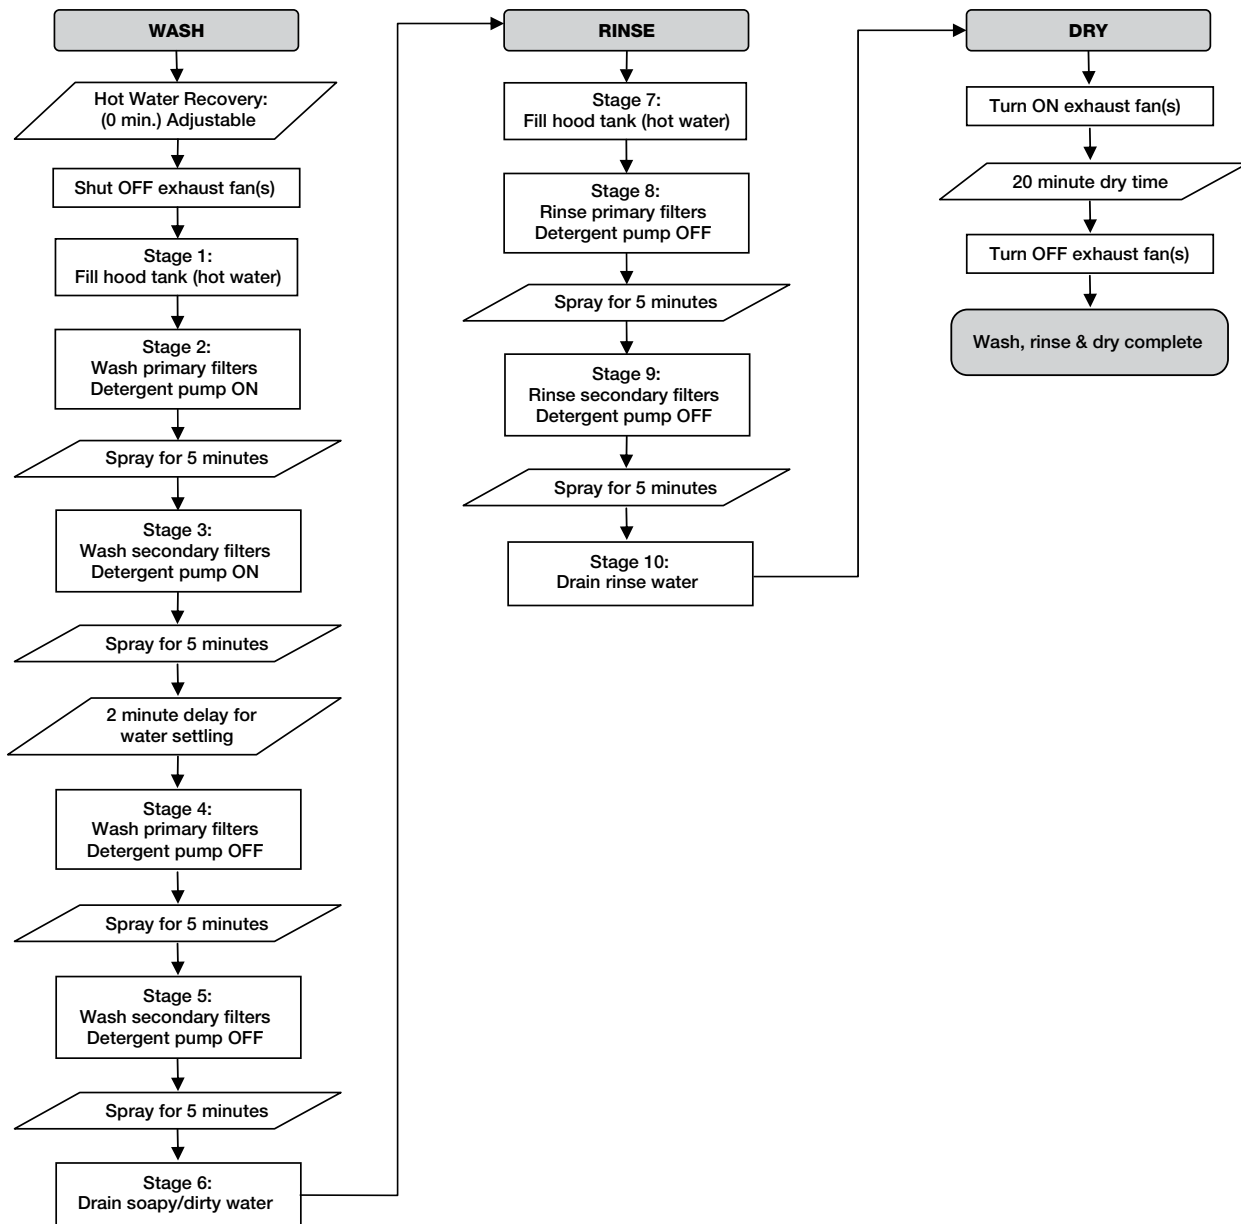 WASH
Hot Water Recovery:
(0 min.) Adjustable
Shut OFF exhaust fan(s)
Stage 1:
Fill hood tank (hot water)
Stage 2:
Wash primary filters
Detergent pump ON
Spray for 5 minutes
Stage 3:
Wash secondary filters
Detergent pump ON
Spray for 5 minutes
2 minute delay for
water settling
Stage 4:
Wash primary filters
Detergent pump OFF
Spray for 5 minutes
Stage 5:
Wash secondary filters
Detergent pump OFF
Spray for 5 minutes
Stage 6:
Drain soapy/dirty water
RINSE
Stage 7:
Fill hood tank (hot water)
Stage 8:
Rinse primary filters
Detergent pump OFF
Spray for 5 minutes
Stage 9:
Rinse secondary filters
Detergent pump OFF
Spray for 5 minutes
Stage 10:
Drain rinse water
DRY
Turn ON exhaust fan(s)
20 minute dry time
Turn OFF exhaust fan(s)
Wash, rinse & dry complete